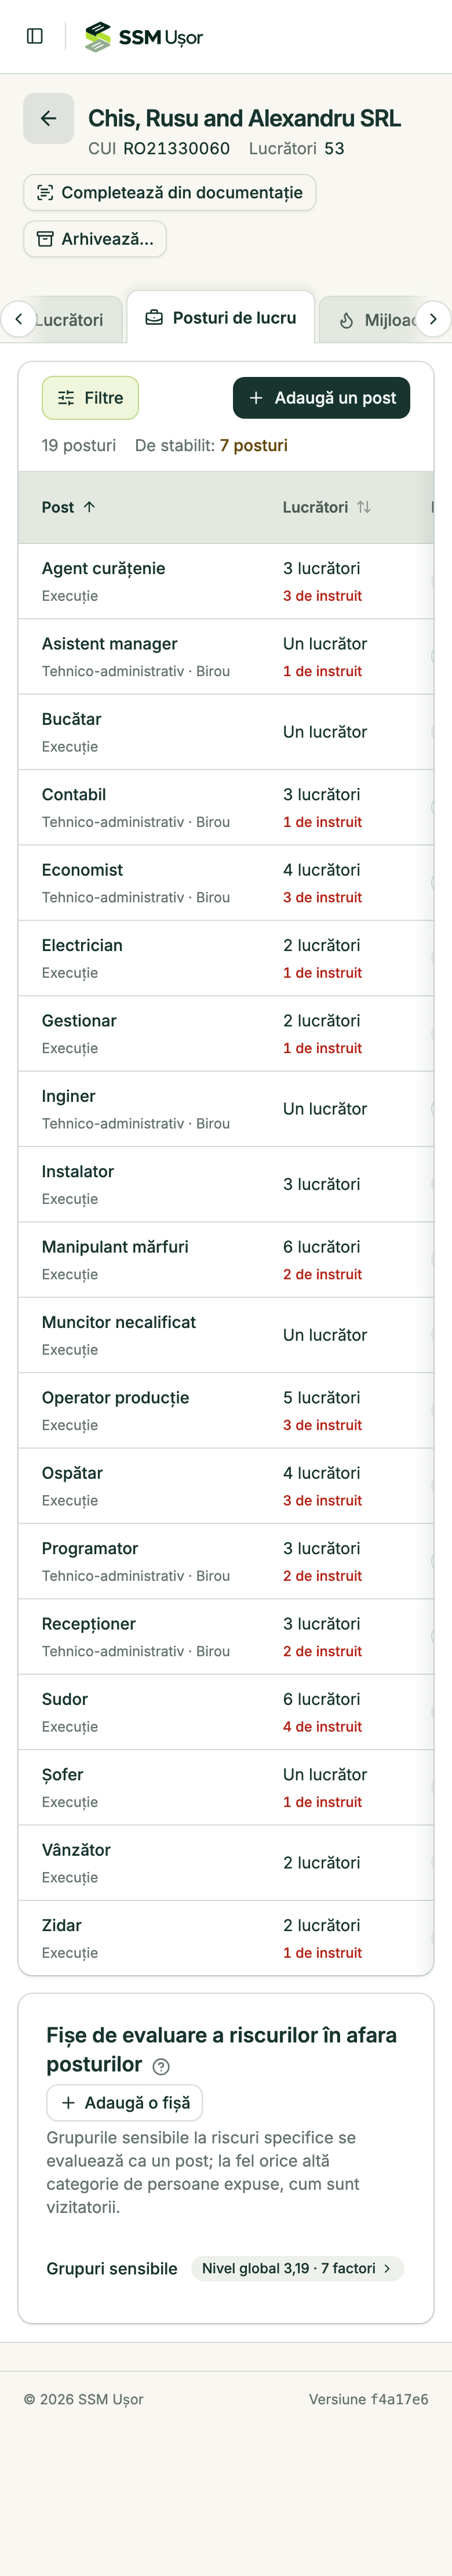 SSM Ușor
Chis, Rusu and Alexandru SRL
CUI RO21330060 Lucrători 53
Completează din documentație
Arhivează...
Lucrători
Posturi de lucru
Filtre
Adaugă un post
19 posturi De stabilit: 7 posturi
Post Lucrători
Agent curățenie 3 lucrători
Execuție 3 de instruit
Asistent manager Un lucrător
Tehnico-administrativ · Birou 1 de instruit
Bucătar
Un lucrător
Execuție
Contabil 3 lucrători
Tehnico-administrativ · Birou 1 de instruit
Economist 4 lucrători
Tehnico-administrativ · Birou 3 de instruit
Electrician 2 lucrători
Execuție 1 de instruit
Gestionar 2 lucrători
Execuție 1 de instruit
Inginer
Un lucrător
Tehnico-administrativ · Birou
Instalator
3 lucrători
Execuție
Manipulant mărfuri 6 lucrători
Execuție 2 de instruit
Muncitor necalificat
Un lucrător
Execuție
Operator producție 5 lucrători
Execuție 3 de instruit
Ospătar 4 lucrători
Execuție 3 de instruit
Programator 3 lucrători
Tehnico-administrativ · Birou 2 de instruit
Recepționer 3 lucrători
Tehnico-administrativ · Birou 2 de instruit
Sudor 6 lucrători
Execuție 4 de instruit
Șofer Un lucrător
Execuție 1 de instruit
Vânzător
2 lucrători
Execuție
Zidar 2 lucrători
Execuție 1 de instruit
Fișe de evaluare a riscurilor în afara
posturilor
Adaugă o fișă
Grupurile sensibile la riscuri specifice se
evaluează ca un post; la fel orice altă
categorie de persoane expuse, cum sunt
vizitatorii.
Grupuri sensibile Nivel global 3,19 · 7 factori
© 2026 SSM Ușor Versiune f4a17e6